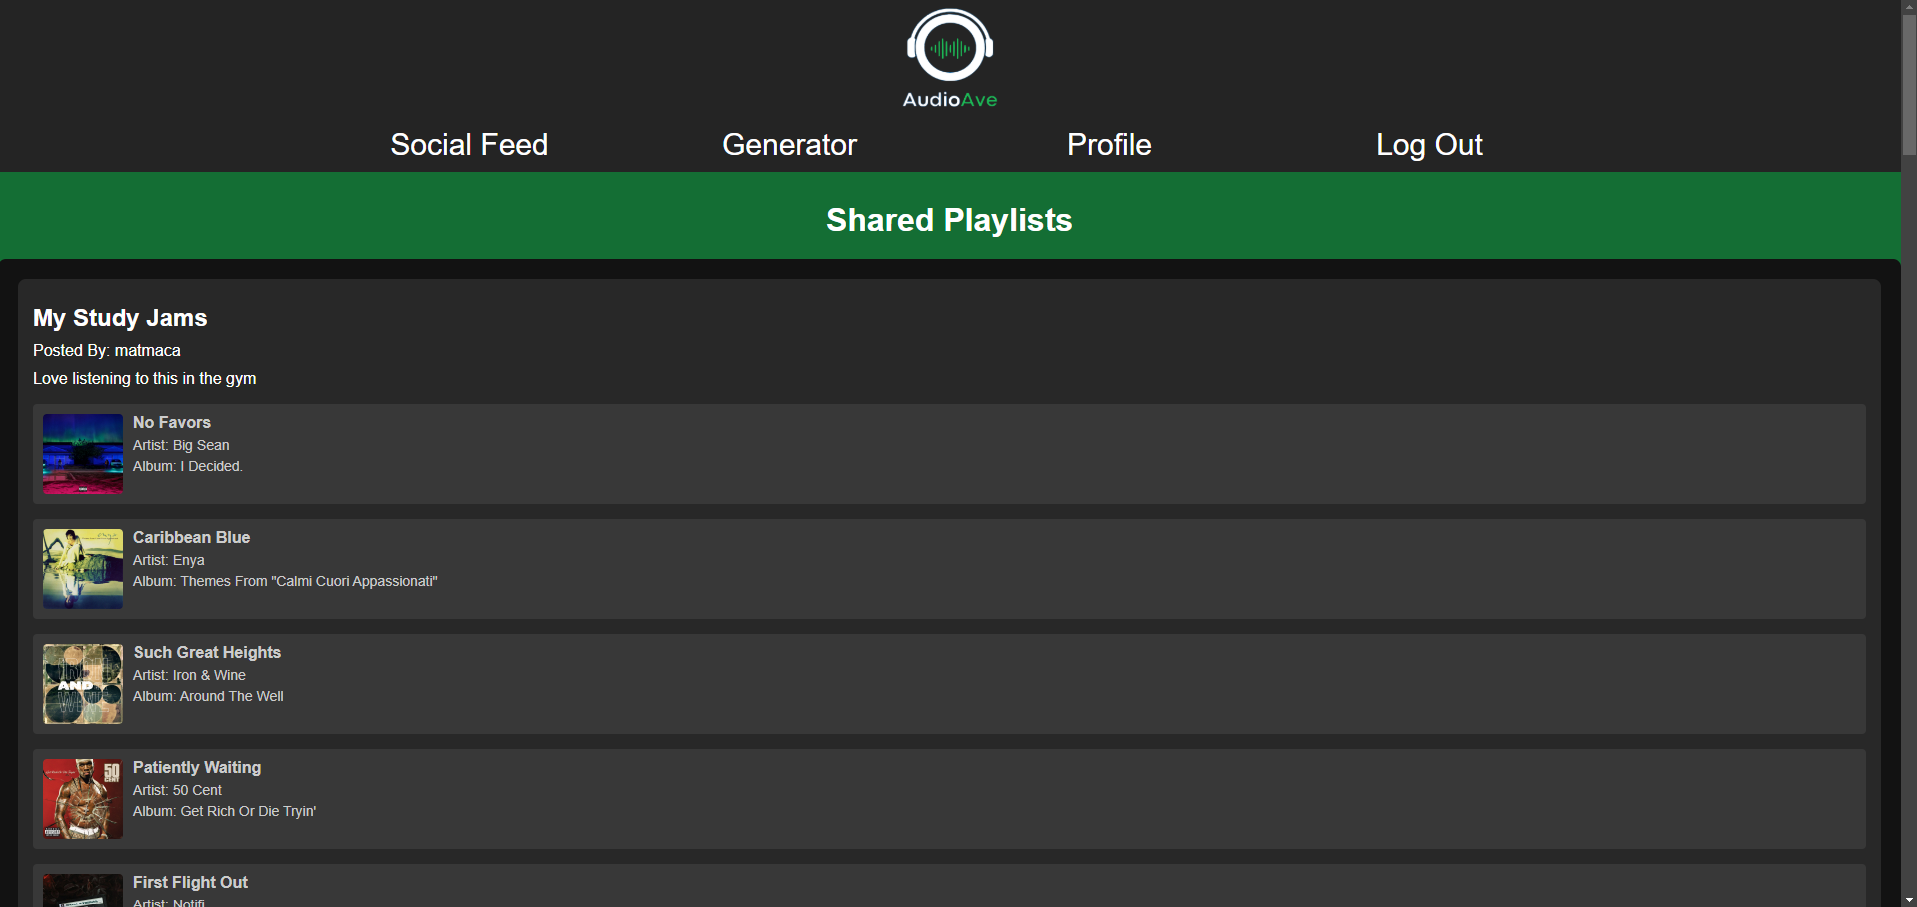 AudioAve
Social Feed Generator Profile Log Out
Shared Playlists
My Study Jams
Posted By: matmaca
Love listening to this in the gym
No Favors
Artist: Big Sean
Album: I Decided.
Caribbean Blue
Artist: Enya
Album: Themes From "Calmi Cuori Appassionati"
Such Great Heights
Artist: Iron & Wine
Album: Around The Well
AND
Patiently Waiting
Artist: 50 Cent
Album: Get Rich Or Die Tryin'
50
CENT
First Flight Out
Artist: Notifi